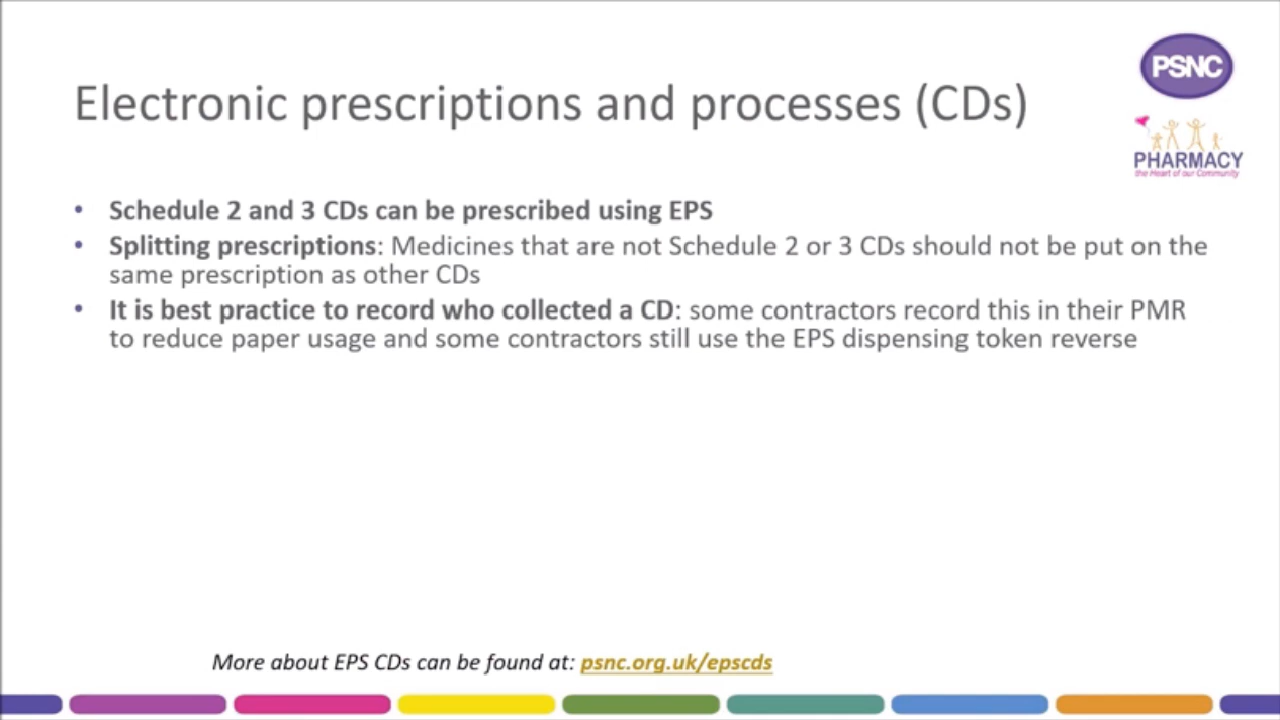 PSNC
Electronic prescriptions and processes (CDs)
PHARMACY
the Heart of our Community
• Schedule 2 and 3 CDs can be prescribed using EPS
• Splitting prescriptions: Medicines that are not Schedule 2 or 3 CDs should not be put on the
same prescription as other CDs
• It is best practice to record who collected a CD: some contractors record this in their PMR
to reduce paper usage and some contractors still use the EPS dispensing token reverse
More about EPS CDs can be found at: psnc.org.uk/epscds